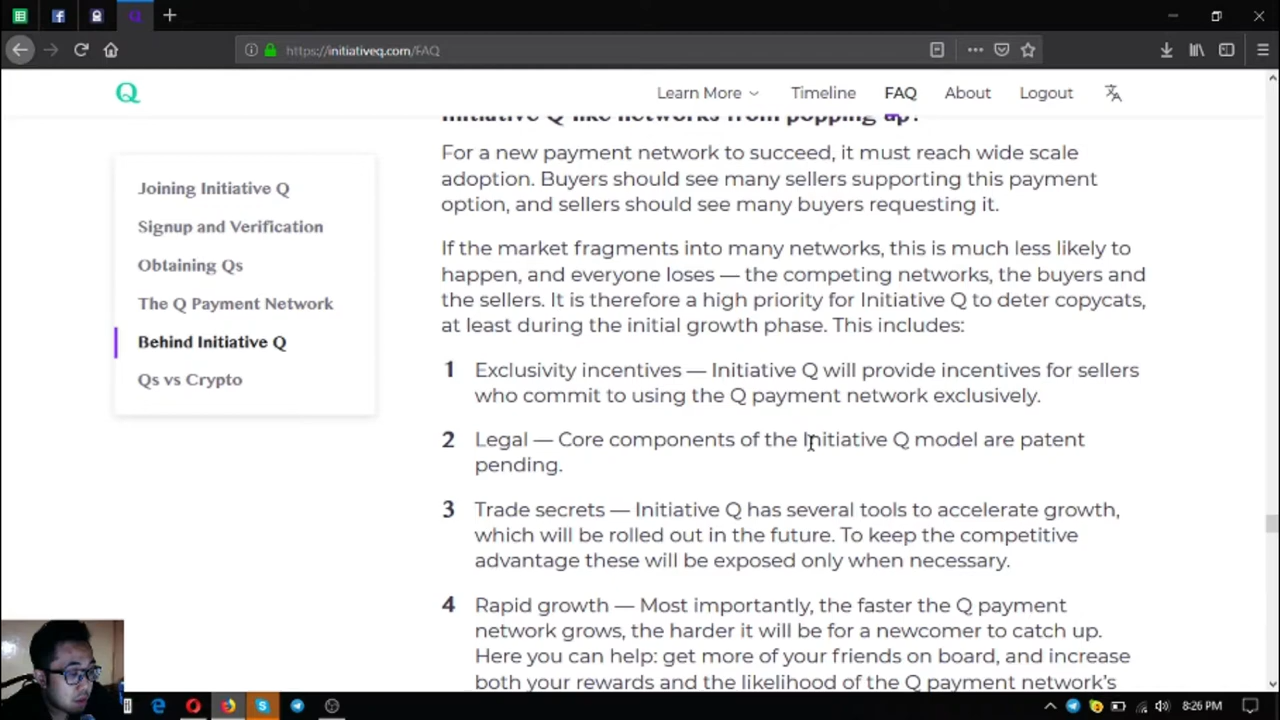 https://initiativeq.com/FAQ
Q
Learn More
Timeline
FAQ
About
Logout
Initiative Q like networks from popping up?
Joining Initiative Q
Signup and Verification
Obtaining Qs
The Q Payment Network
Behind Initiative Q
Qs vs Crypto
For a new payment network to succeed, it must reach wide scale
adoption. Buyers should see many sellers supporting this payment
option, and sellers should see many buyers requesting it.
If the market fragments into many networks, this is much less likely to
happen, and everyone loses — the competing networks, the buyers and
the sellers. It is therefore a high priority for Initiative Q to deter copycats,
at least during the initial growth phase. This includes:
1 Exclusivity incentives — Initiative Q will provide incentives for sellers
who commit to using the Q payment network exclusively.
2 Legal — Core components of the Initiative Q model are patent
pending.
3 Trade secrets — Initiative Q has several tools to accelerate growth,
which will be rolled out in the future. To keep the competitive
advantage these will be exposed only when necessary.
4 Rapid growth — Most importantly, the faster the Q payment
network grows, the harder it will be for a newcomer to catch up.
Here you can help: get more of your friends on board, and increase
both your rewards and the likelihood of the Q payment network's
8:26 PM